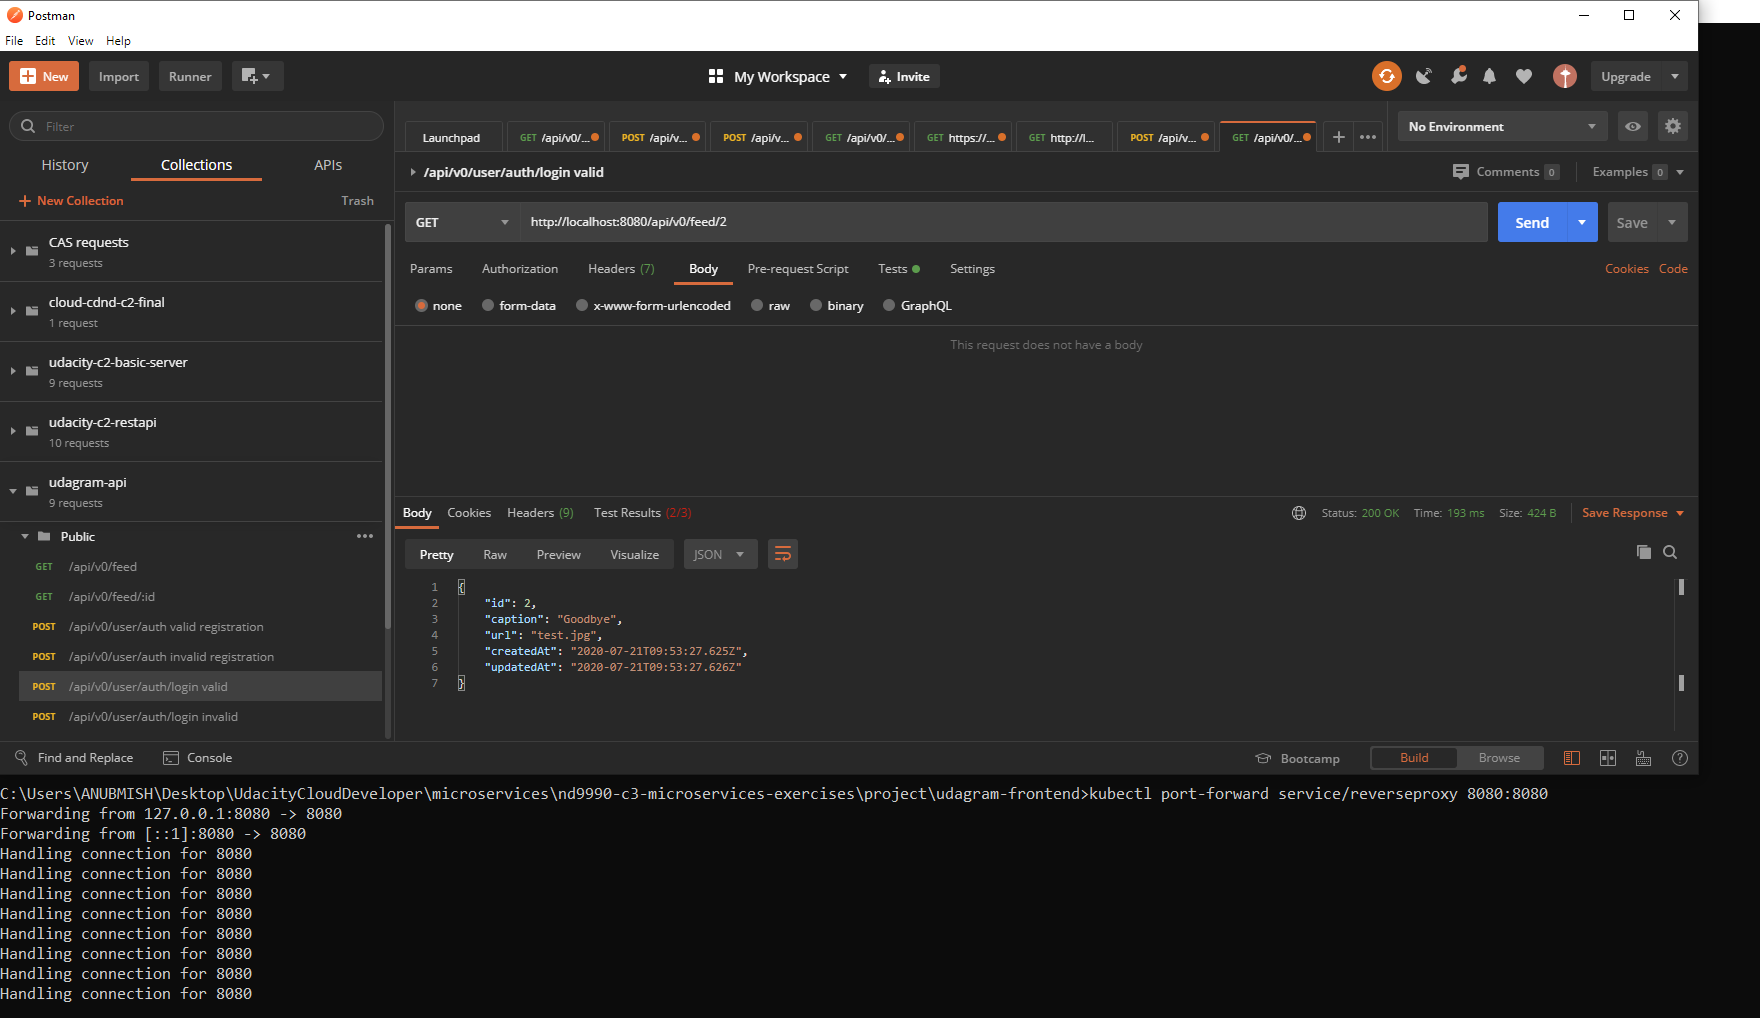 Postman
File Edit View Help
New Import Runner My Workspace Invite Upgrade
Filter
History Collections APIs
New Collection Trash
CAS requests
3 requests
cloud-cdnd-c2-final
1 request
udacity-c2-basic-server
9 requests
udacity-c2-restapi
10 requests
udagram-api
9 requests
Public
GET /api/v0/feed
GET /api/v0/feed/:id
POST /api/v0/user/auth valid registration
POST /api/v0/user/auth invalid registration
POST /api/v0/user/auth/login valid
POST /api/v0/user/auth/login invalid
Launchpad GET /api/v0/... POST /api/v... POST /api/v... GET /api/v0/... GET https://... GET http://l... POST /api/v... GET /api/v0/... No Environment
/api/v0/user/auth/login valid Comments 0 Examples 0
GET http://localhost:8080/api/v0/feed/2 Send Save
Params Authorization Headers (7) Body Pre-request Script Tests Settings Cookies Code
none form-data x-www-form-urlencoded raw binary GraphQL
This request does not have a body
Body Cookies Headers (9) Test Results (2/3) Status: 200 OK Time: 193 ms Size: 424 B Save Response
Pretty Raw Preview Visualize JSON
1 {
2 "id": 2,
3 "caption": "Goodbye",
4 "url": "test.jpg",
5 "createdAt": "2020-07-21T09:53:27.625Z",
6 "updatedAt": "2020-07-21T09:53:27.626Z"
7 }
Find and Replace Console Bootcamp Build Browse
C:\Users\ANUBMISH\Desktop\UdacityCloudDeveloper\microservices\nd9990-c3-microservices-exercises\project\udagram-frontend>kubectl port-forward service/reverseproxy 8080:8080
Forwarding from 127.0.0.1:8080 -> 8080
Forwarding from [::1]:8080 -> 8080
Handling connection for 8080
Handling connection for 8080
Handling connection for 8080
Handling connection for 8080
Handling connection for 8080
Handling connection for 8080
Handling connection for 8080
Handling connection for 8080